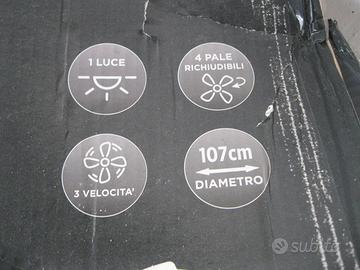 1 LUCE
4 PALE
RICHIUDIBILI
3 VELOCITA'
107cm
DIAMETRO
subito